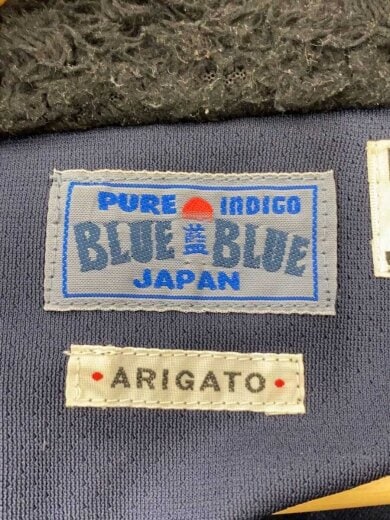 PURE INDIGO
BLUE 藍 BLUE
JAPAN
• ARIGATO •